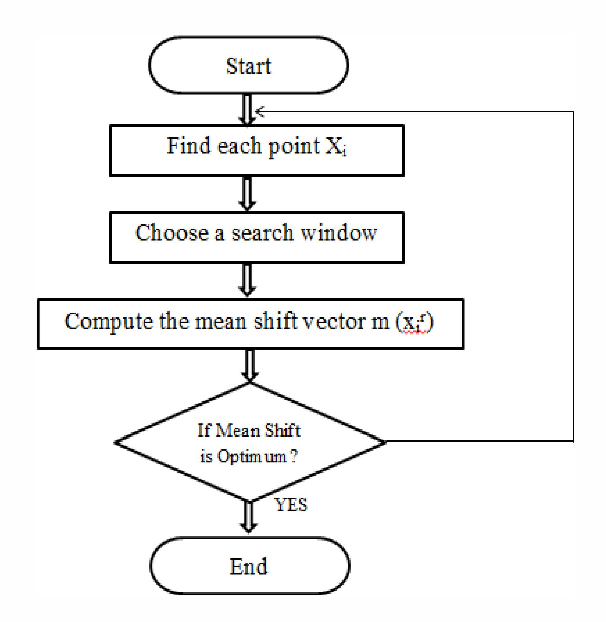 Start
Find each point Xᵢ
Choose a search window
Compute the mean shift vector m (xᵢᵗ)
If Mean Shift
is Optimum?
YES
End